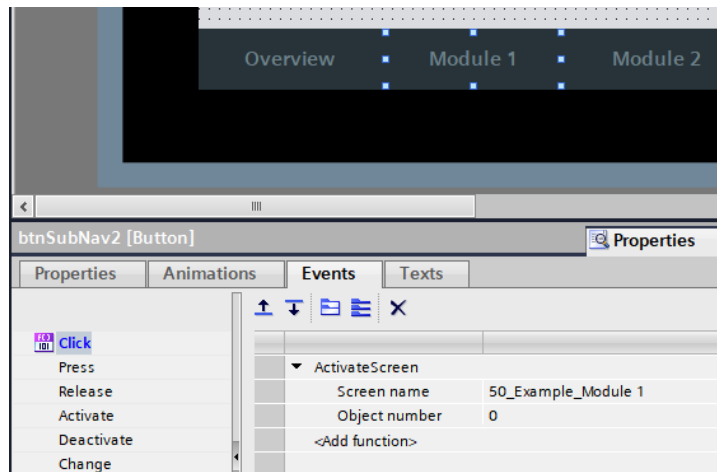 Overview Module 1 Module 2
btnSubNav2 [Button] Properties
Properties Animations Events Texts
Click
Press
ActivateScreen
Release
Screen name 50_Example_Module 1
Activate
Object number 0
Deactivate
<Add function>
Change